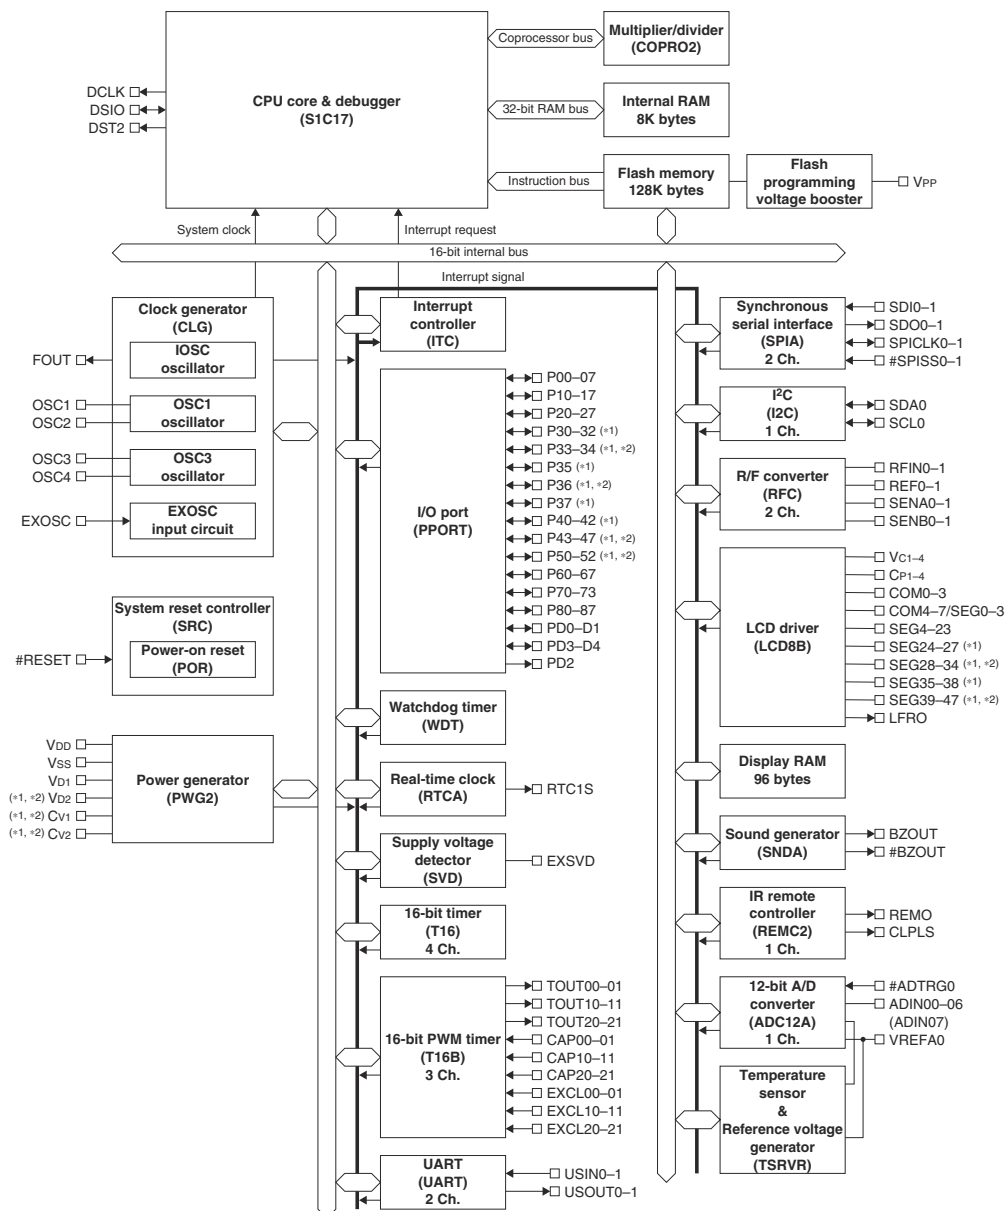 Coprocessor bus
Multiplier/divider
(COPRO2)
CPU core & debugger
(S1C17)
DCLK
DSIO
DST2
32-bit RAM bus
Internal RAM
8K bytes
Instruction bus
Flash memory
128K bytes
Flash
programming
voltage booster
VPP
System clock
Interrupt request
16-bit internal bus
Interrupt signal
Clock generator
(CLG)
IOSC
oscillator
FOUT
OSC1
OSC2
OSC1
oscillator
OSC3
OSC4
OSC3
oscillator
EXOSC
EXOSC
input circuit
System reset controller
(SRC)
Power-on reset
(POR)
#RESET
VDD
VSS
VD1
(*1, *2) VD2
(*1, *2) CV1
(*1, *2) CV2
Power generator
(PWG2)
Interrupt
controller
(ITC)
I/O port
(PPORT)
P00–07
P10–17
P20–27
P30–32 (*1)
P33–34 (*1, *2)
P35 (*1)
P36 (*1, *2)
P37 (*1)
P40–42 (*1)
P43–47 (*1, *2)
P50–52 (*1, *2)
P60–67
P70–73
P80–87
PD0–D1
PD3–D4
PD2
Watchdog timer
(WDT)
Real-time clock
(RTCA)
RTC1S
Supply voltage
detector
(SVD)
EXSVD
16-bit timer
(T16)
4 Ch.
16-bit PWM timer
(T16B)
3 Ch.
TOUT00–01
TOUT10–11
TOUT20–21
CAP00–01
CAP10–11
CAP20–21
EXCL00–01
EXCL10–11
EXCL20–21
UART
(UART)
2 Ch.
USIN0–1
USOUT0–1
Synchronous
serial interface
(SPIA)
2 Ch.
SDI0–1
SDO0–1
SPICLK0–1
#SPISS0–1
I²C
(I2C)
1 Ch.
SDA0
SCL0
R/F converter
(RFC)
2 Ch.
RFIN0–1
REF0–1
SENA0–1
SENB0–1
LCD driver
(LCD8B)
VC1–4
CP1–4
COM0–3
COM4–7/SEG0–3
SEG4–23
SEG24–27 (*1)
SEG28–34 (*1, *2)
SEG35–38 (*1)
SEG39–47 (*1, *2)
LFRO
Display RAM
96 bytes
Sound generator
(SNDA)
BZOUT
#BZOUT
IR remote
controller
(REMC2)
1 Ch.
REMO
CLPLS
12-bit A/D
converter
(ADC12A)
1 Ch.
#ADTRG0
ADIN00–06
(ADIN07)
VREFA0
Temperature
sensor
&
Reference voltage
generator
(TSRVR)